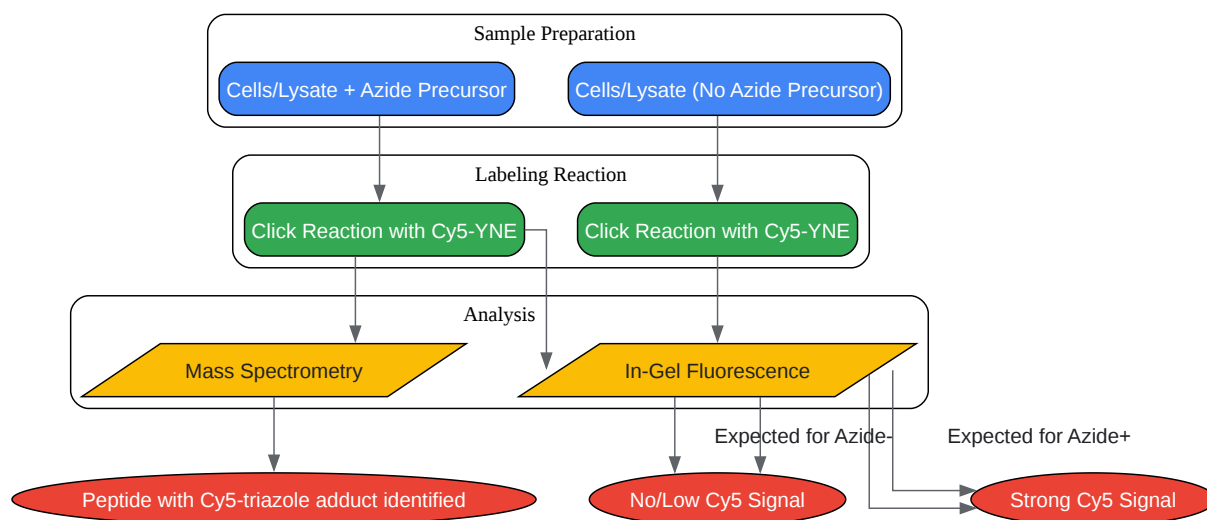 Sample Preparation
Cells/Lysate + Azide Precursor
Cells/Lysate (No Azide Precursor)
Labeling Reaction
Click Reaction with Cy5-YNE
Click Reaction with Cy5-YNE
Analysis
Mass Spectrometry
In-Gel Fluorescence
Expected for Azide-
Expected for Azide+
Peptide with Cy5-triazole adduct identified
No/Low Cy5 Signal
Strong Cy5 Signal